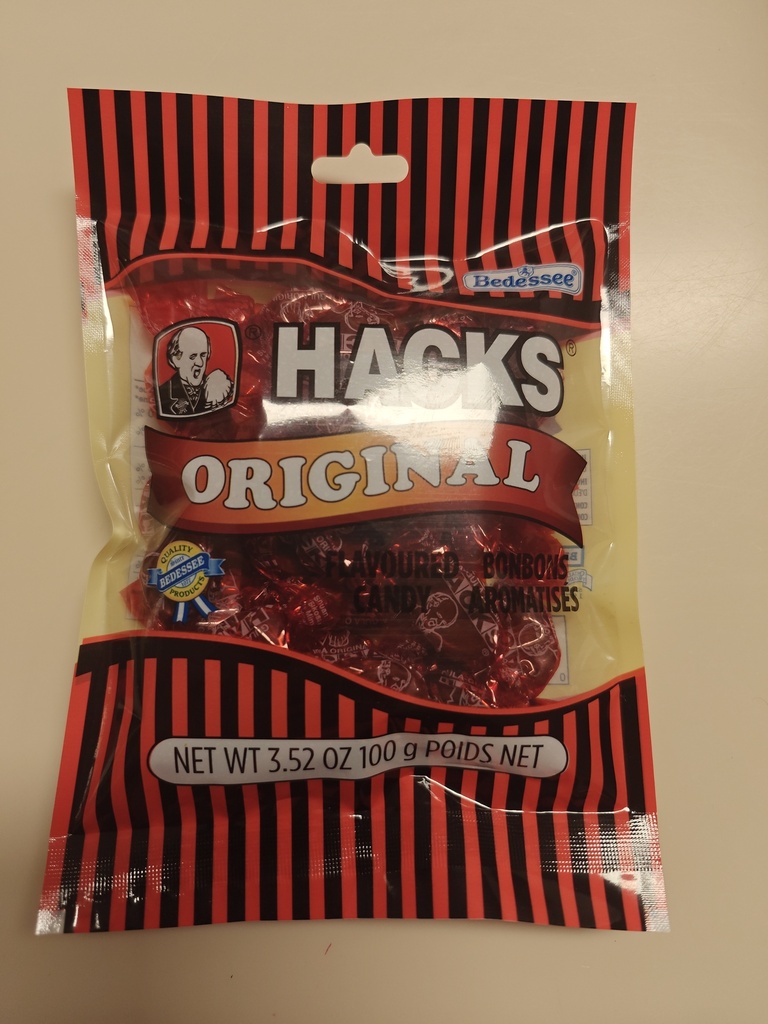 Bedessee
HACKS
ORIGINAL
QUALITY
BEDESSEE
PRODUCTS
FLAVOURED BONBONS
CANDY AROMATISÉS
NET WT 3.52 OZ 100 g POIDS NET